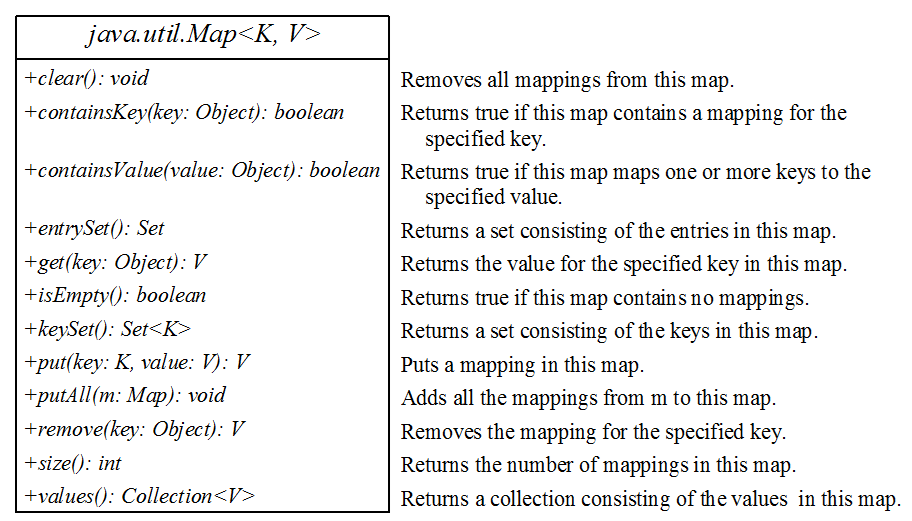 java.util.Map<K, V>
+clear(): void
Removes all mappings from this map.
+containsKey(key: Object): boolean
Returns true if this map contains a mapping for the
specified key.
+containsValue(value: Object): boolean
Returns true if this map maps one or more keys to the
specified value.
+entrySet(): Set
Returns a set consisting of the entries in this map.
+get(key: Object): V
Returns the value for the specified key in this map.
+isEmpty(): boolean
Returns true if this map contains no mappings.
+keySet(): Set<K>
Returns a set consisting of the keys in this map.
+put(key: K, value: V): V
Puts a mapping in this map.
+putAll(m: Map): void
Adds all the mappings from m to this map.
+remove(key: Object): V
Removes the mapping for the specified key.
+size(): int
Returns the number of mappings in this map.
+values(): Collection<V>
Returns a collection consisting of the values in this map.